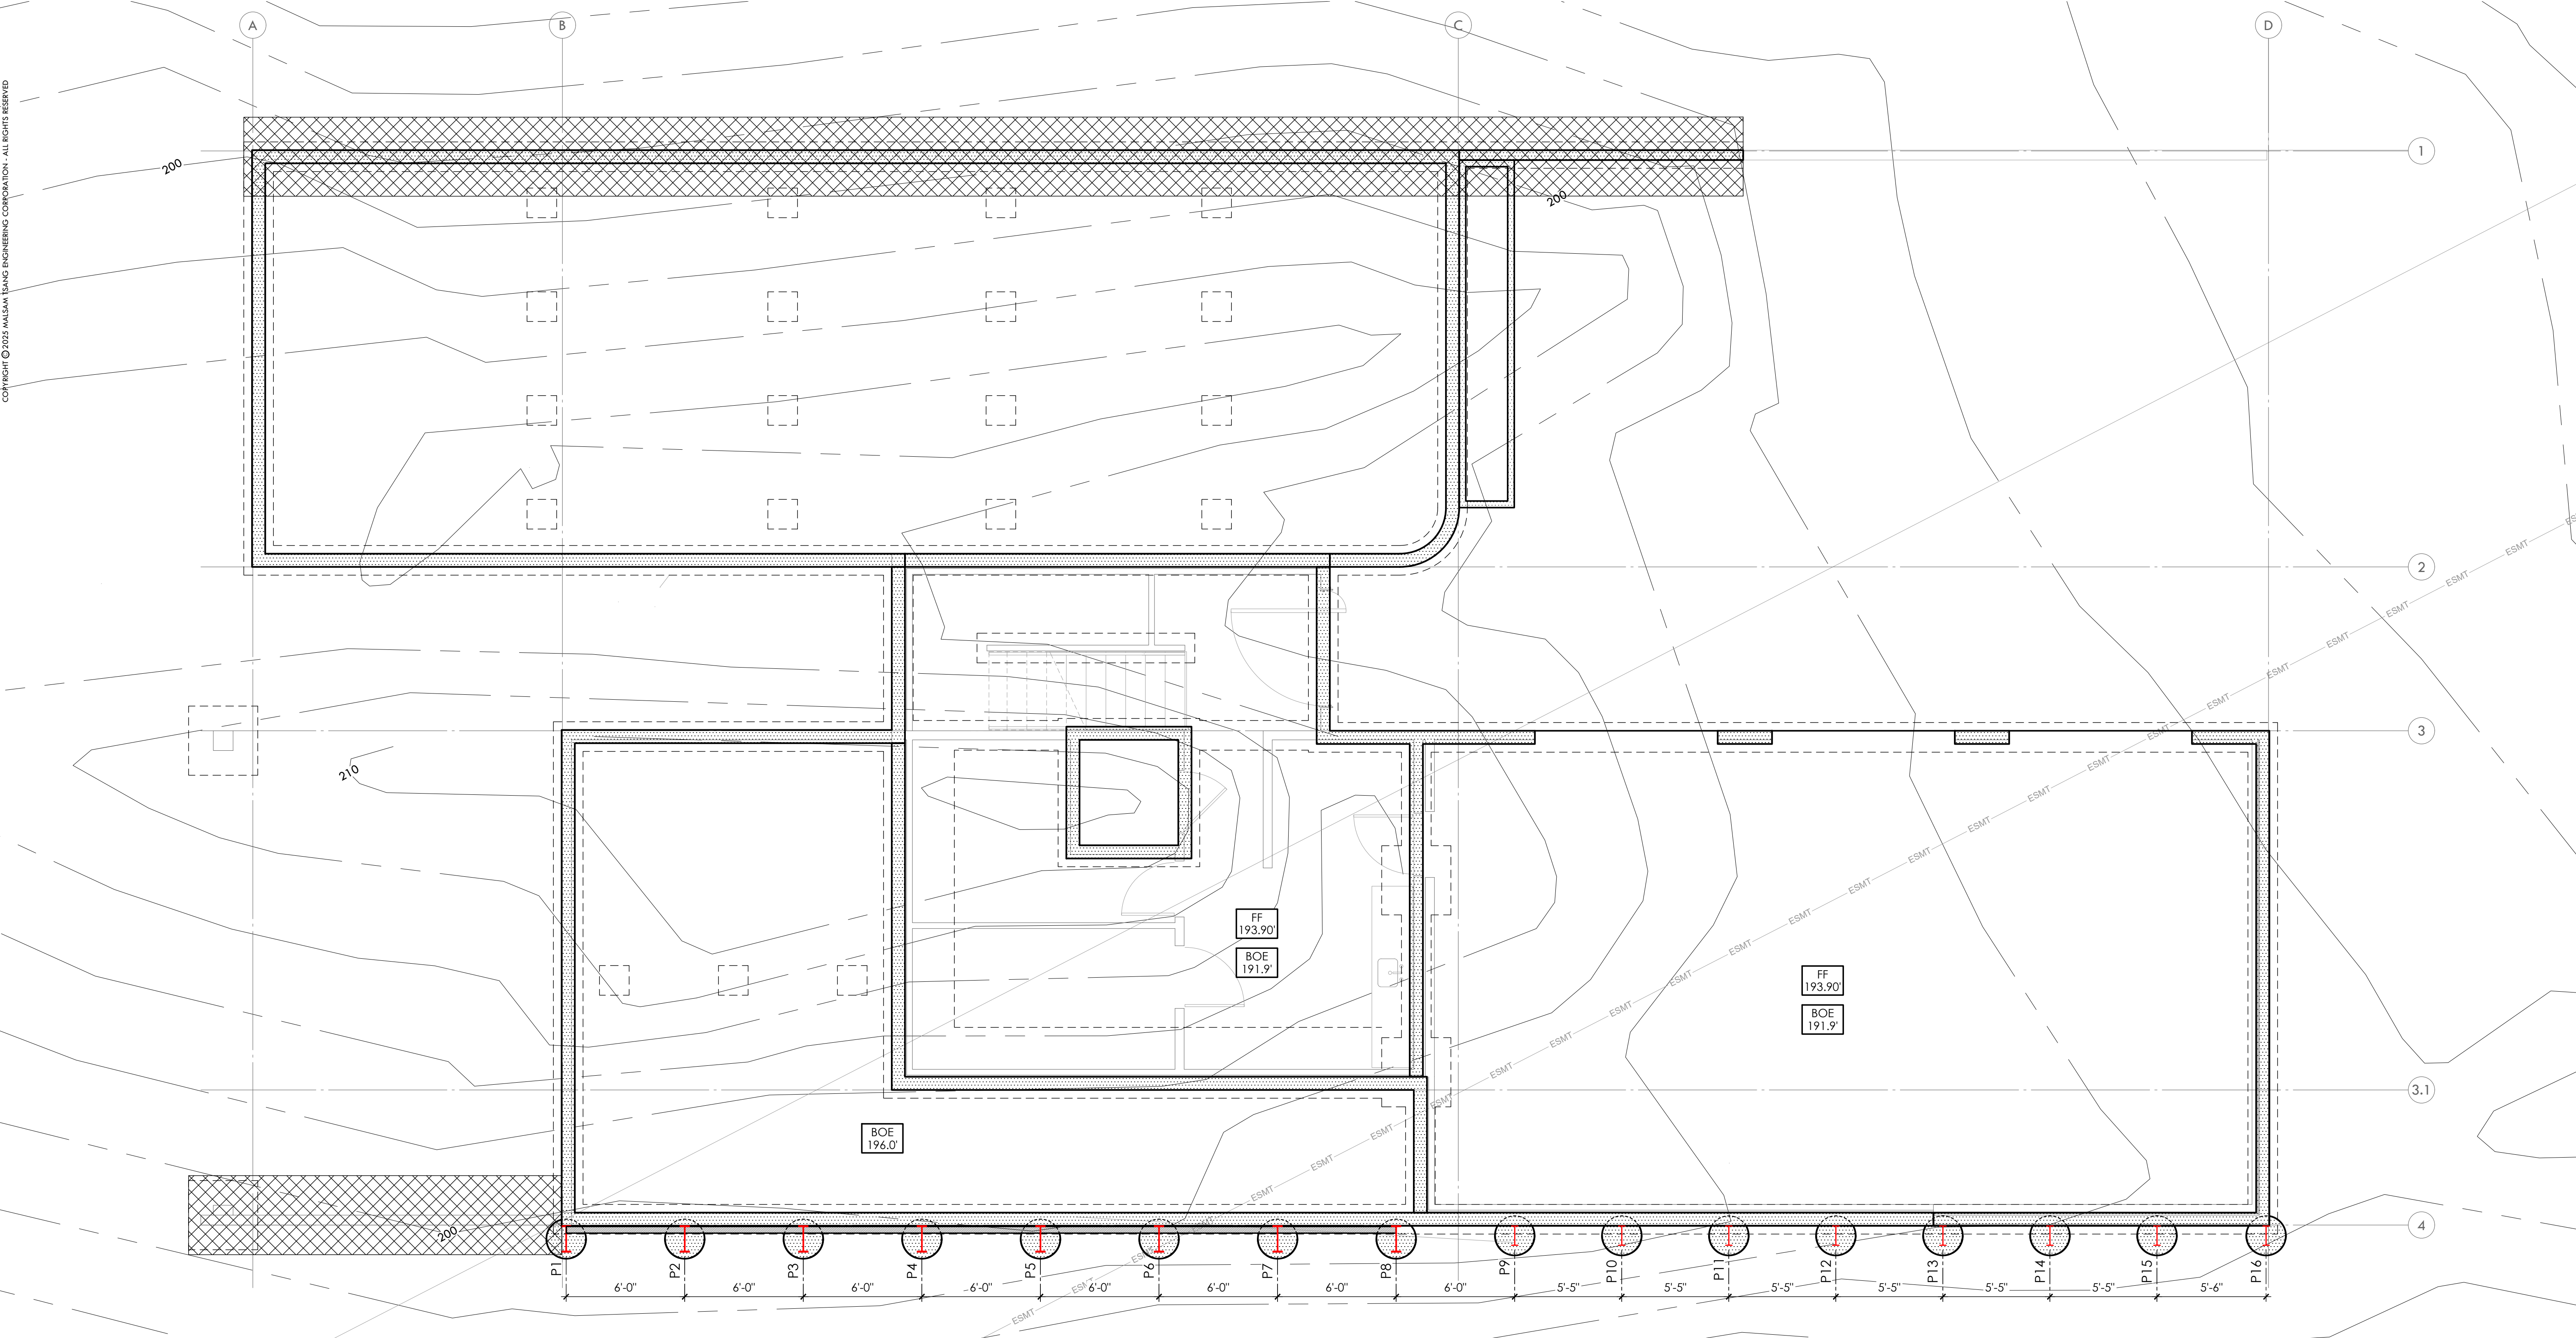 A
B
C
D
COPYRIGHT © 2025 MALSAM TSANG ENGINEERING CORPORATION - ALL RIGHTS RESERVED
1
200
200
2
ESMT
ESMT
ESMT
ESMT
ESMT
ESMT
ESMT
3
ESMT
ESMT
210
ESMT
ESMT
ESMT
ESMT
FF
193.90'
ESMT
BOE
191.9'
FF
193.90'
ESMT
BOE
191.9'
ESMT
ESMT
ESMT
3.1
ESMT
BOE
196.0'
ESMT
ESMT
ESMT
ESMT
200
4
ESMT
ESMT
ESMT
P1
P2
P3
P4
P5
P6
P7
P8
P9
P10
P11
P12
P13
P14
P15
P16
6'-0"
6'-0"
6'-0"
6'-0"
6'-0"
6'-0"
6'-0"
6'-0"
5'-5"
5'-5"
5'-5"
5'-5"
5'-5"
5'-5"
5'-6"